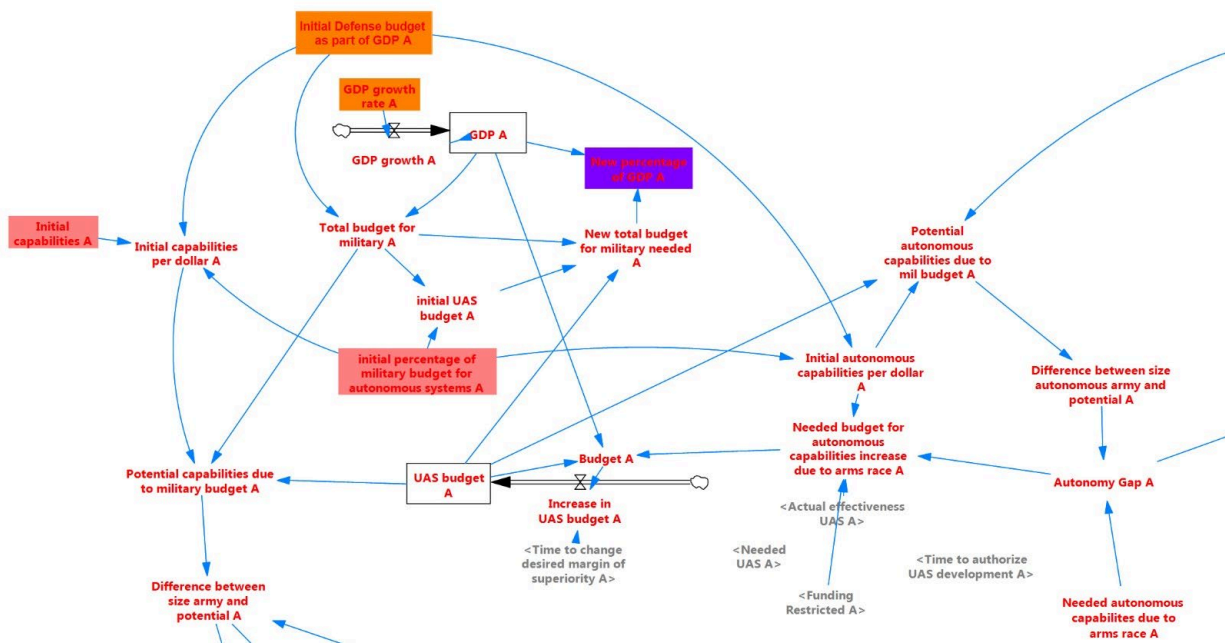 Initial Defense budget
as part of GDP A
GDP growth
rate A
GDP A
GDP growth A
New percentage
of GDP A
Initial
capabilities A
Initial capabilities
per dollar A
Total budget for
military A
New total budget
for military needed
A
Potential
autonomous
capabilities due to
mil budget A
initial UAS
budget A
initial percentage of
military budget for
autonomous systems A
Initial autonomous
capabilities per dollar
A
Difference between size
autonomous army and
potential A
Needed budget for
autonomous
capabilities increase
due to arms race A
Potential capabilities due
to military budget A
UAS budget
A
Budget A
Autonomy Gap A
Increase in
UAS budget A
<Actual effectiveness
UAS A>
<Time to change
desired margin of
superiority A>
<Needed
UAS A>
<Time to authorize
UAS development A>
Difference between
size army and
potential A
<Funding
Restricted A>
Needed autonomous
capabilites due to
arms race A